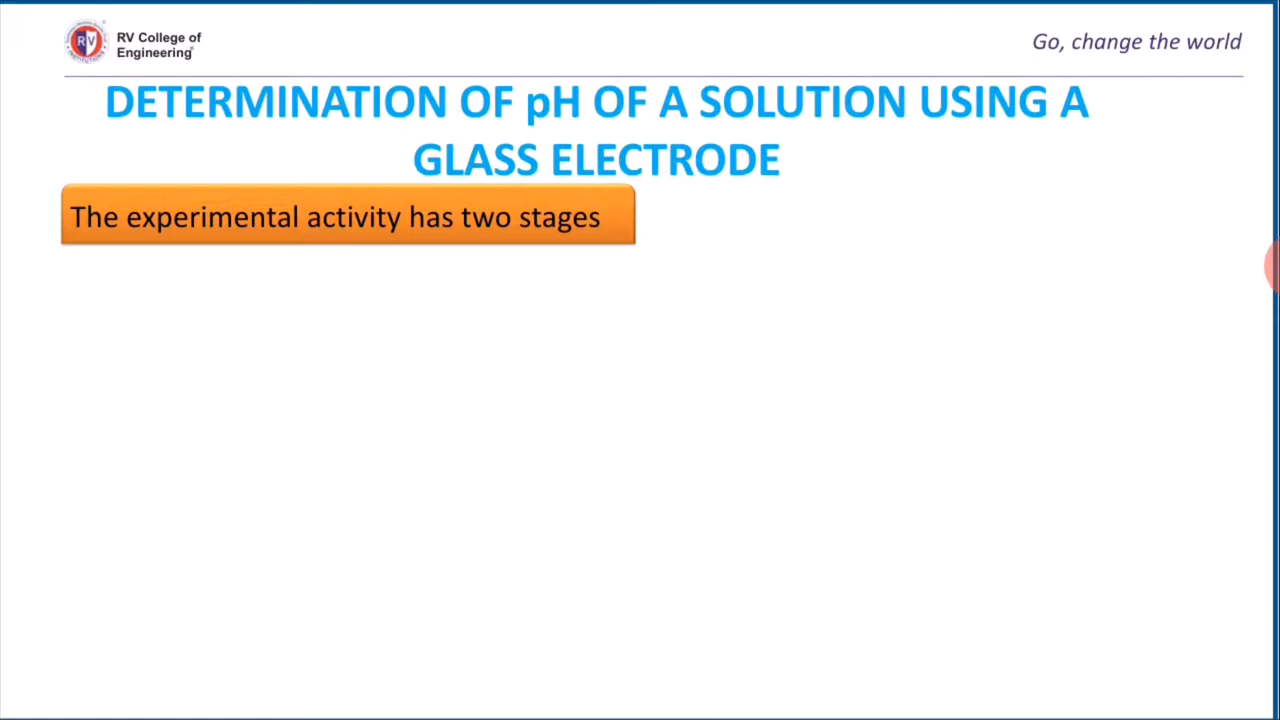 RV College of
Engineering
Go, change the world
DETERMINATION OF pH OF A SOLUTION USING A
GLASS ELECTRODE
The experimental activity has two stages